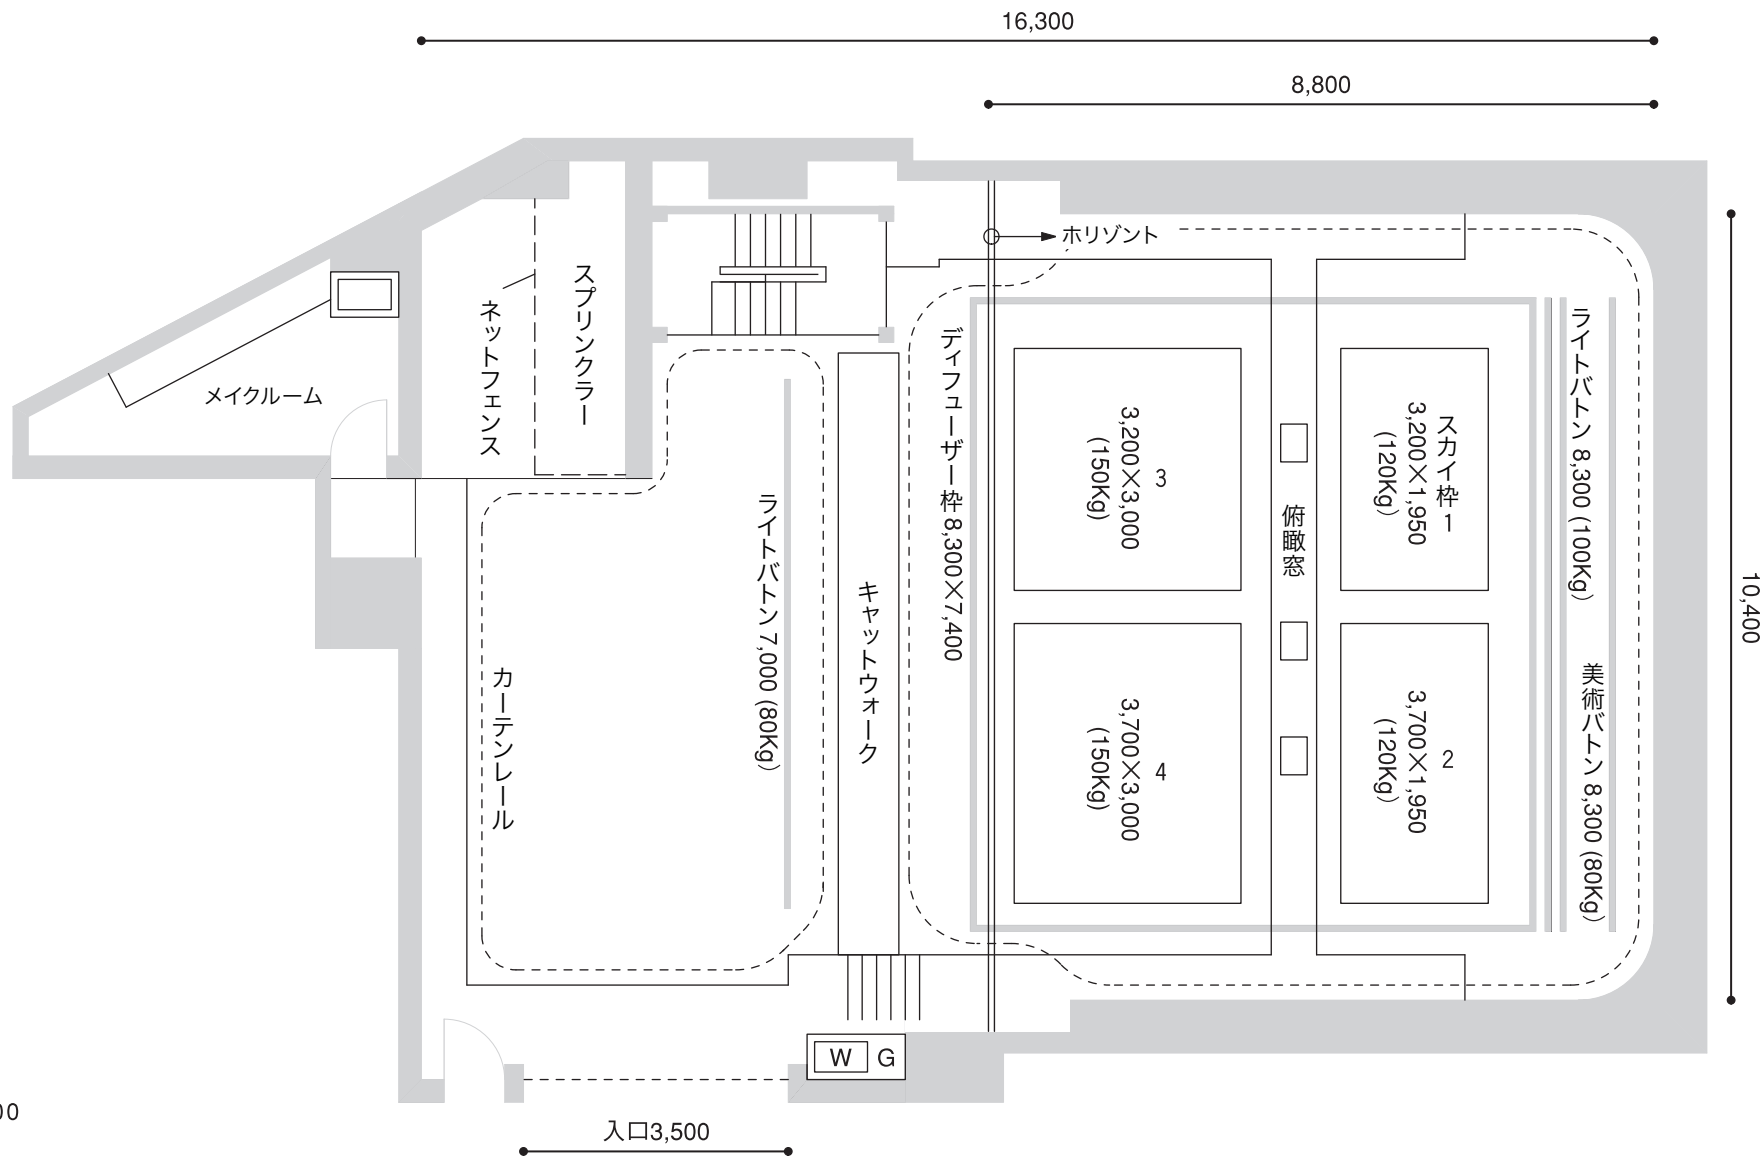 16,300
8,800
ホリゾント
スプリンクラー
ネットフェンス
メイクルーム
ライトバトン 7,000 (80Kg)
カーテンレール
キャットウォーク
ディフューザー枠 8,300×7,400
3
3,200×3,000
(150Kg)
4
3,700×3,000
(150Kg)
俯瞰窓
スカイ枠 1
3,200×1,950
(120Kg)
2
3,700×1,950
(120Kg)
ライトバトン 8,300 (100Kg)
美術バトン 8,300 (80Kg)
10,400
W G
入口3,500